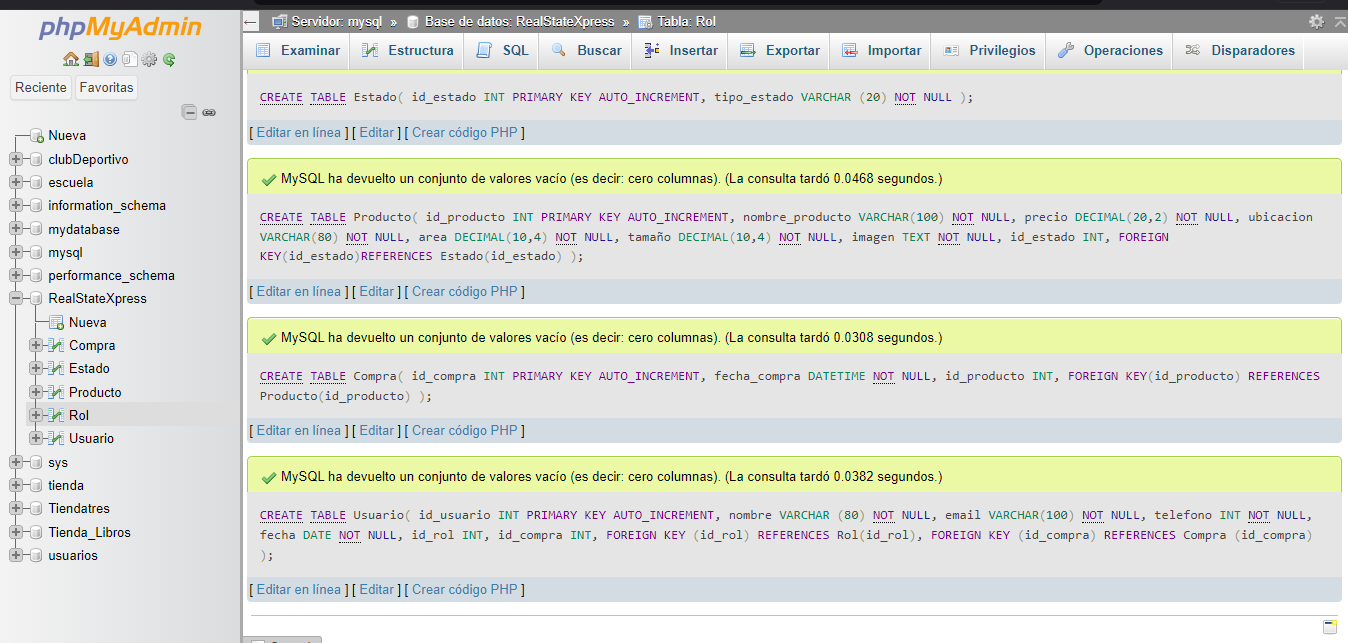 phpMyAdmin
Reciente
Favoritas
Nueva
clubDeportivo
escuela
information_schema
mydatabase
mysql
performance_schema
RealStateXpress
Nueva
Compra
Estado
Producto
Rol
Usuario
sys
tienda
Tiendatres
Tienda_Libros
usuarios
Servidor: mysql » Base de datos: RealStateXpress » Tabla: Rol
Examinar Estructura SQL Buscar Insertar Exportar Importar Privilegios Operaciones Disparadores
CREATE TABLE Estado( id_estado INT PRIMARY KEY AUTO_INCREMENT, tipo_estado VARCHAR (20) NOT NULL );
[ Editar en línea ] [ Editar ] [ Crear código PHP ]
MySQL ha devuelto un conjunto de valores vacío (es decir: cero columnas). (La consulta tardó 0.0468 segundos.)
CREATE TABLE Producto( id_producto INT PRIMARY KEY AUTO_INCREMENT, nombre_producto VARCHAR(100) NOT NULL, precio DECIMAL(20,2) NOT NULL, ubicacion
VARCHAR(80) NOT NULL, area DECIMAL(10,4) NOT NULL, tamaño DECIMAL(10,4) NOT NULL, imagen TEXT NOT NULL, id_estado INT, FOREIGN
KEY(id_estado)REFERENCES Estado(id_estado) );
[ Editar en línea ] [ Editar ] [ Crear código PHP ]
MySQL ha devuelto un conjunto de valores vacío (es decir: cero columnas). (La consulta tardó 0.0308 segundos.)
CREATE TABLE Compra( id_compra INT PRIMARY KEY AUTO_INCREMENT, fecha_compra DATETIME NOT NULL, id_producto INT, FOREIGN KEY(id_producto) REFERENCES
Producto(id_producto) );
[ Editar en línea ] [ Editar ] [ Crear código PHP ]
MySQL ha devuelto un conjunto de valores vacío (es decir: cero columnas). (La consulta tardó 0.0382 segundos.)
CREATE TABLE Usuario( id_usuario INT PRIMARY KEY AUTO_INCREMENT, nombre VARCHAR (80) NOT NULL, email VARCHAR(100) NOT NULL, telefono INT NOT NULL,
fecha DATE NOT NULL, id_rol INT, id_compra INT, FOREIGN KEY (id_rol) REFERENCES Rol(id_rol), FOREIGN KEY (id_compra) REFERENCES Compra (id_compra)
);
[ Editar en línea ] [ Editar ] [ Crear código PHP ]